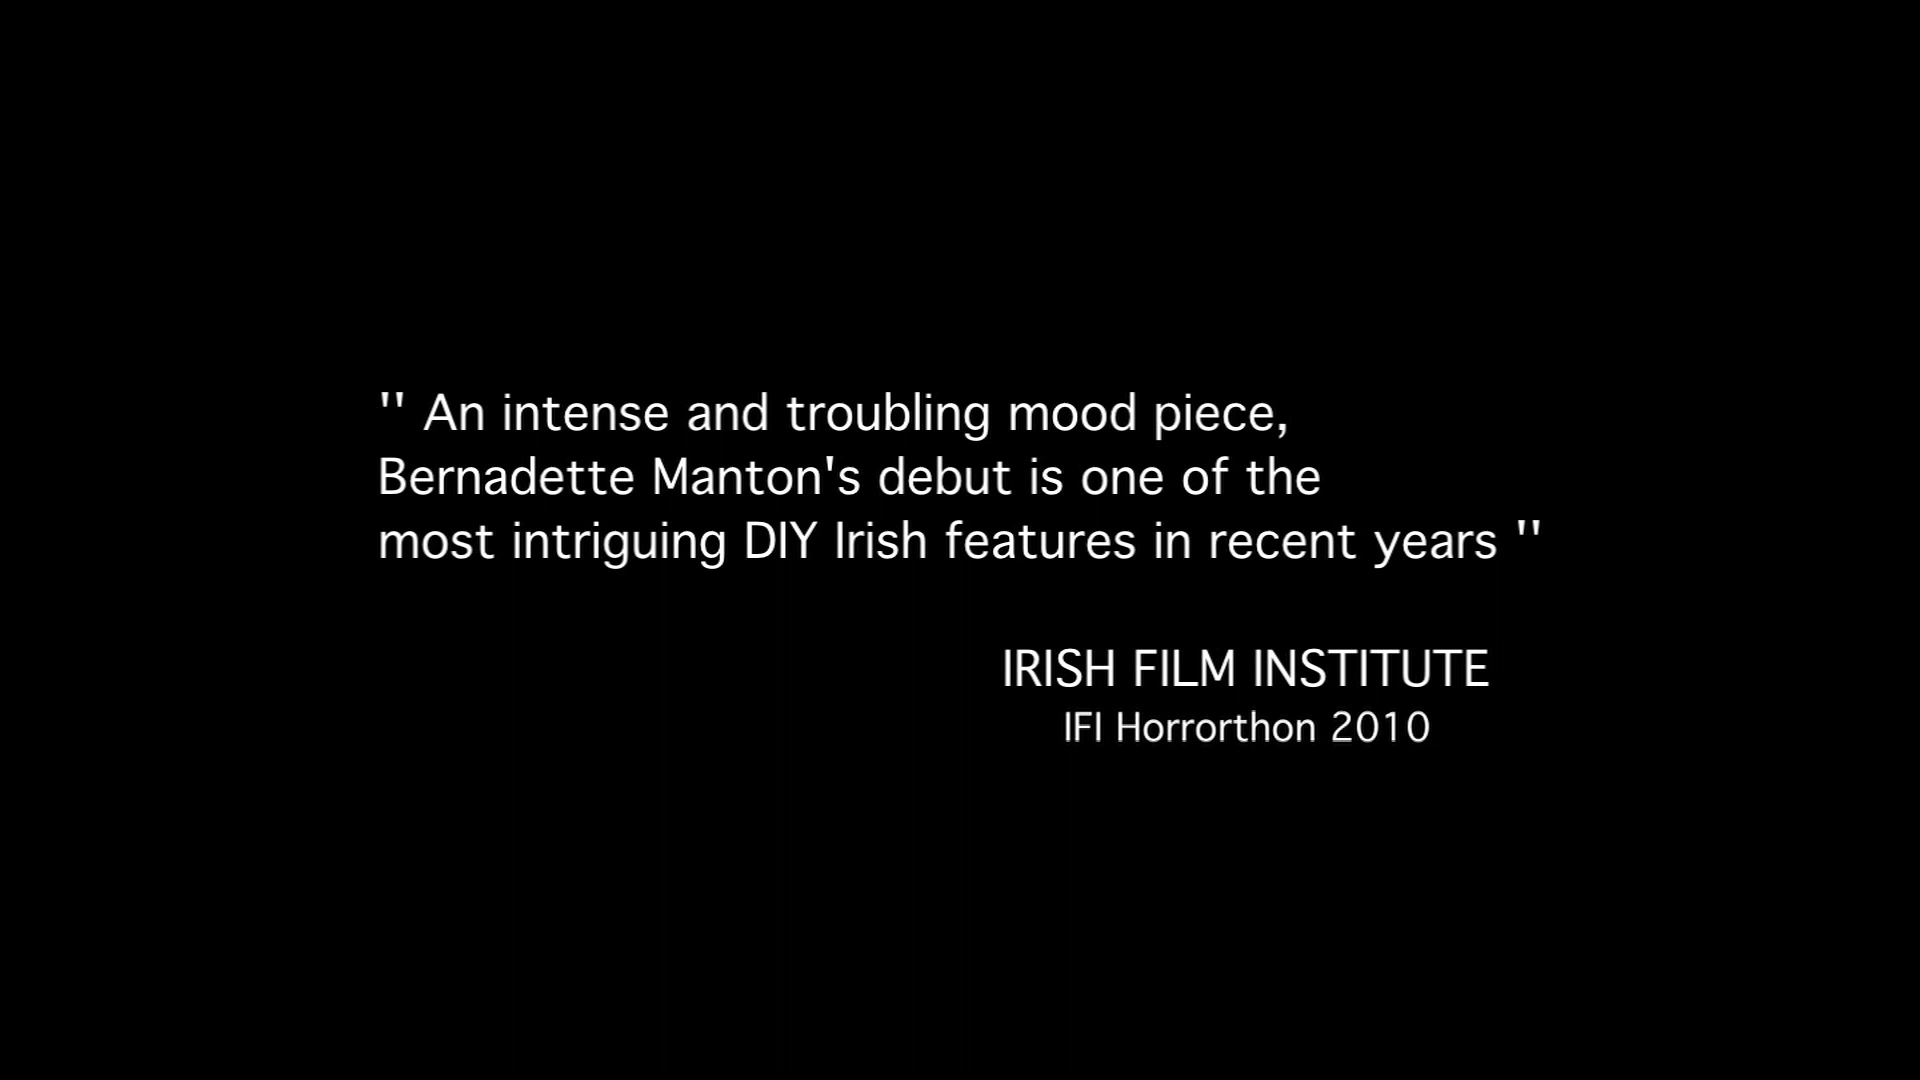 " An intense and troubling mood piece,
Bernadette Manton's debut is one of the
most intriguing DIY Irish features in recent years "
IRISH FILM INSTITUTE
IFI Horrorthon 2010